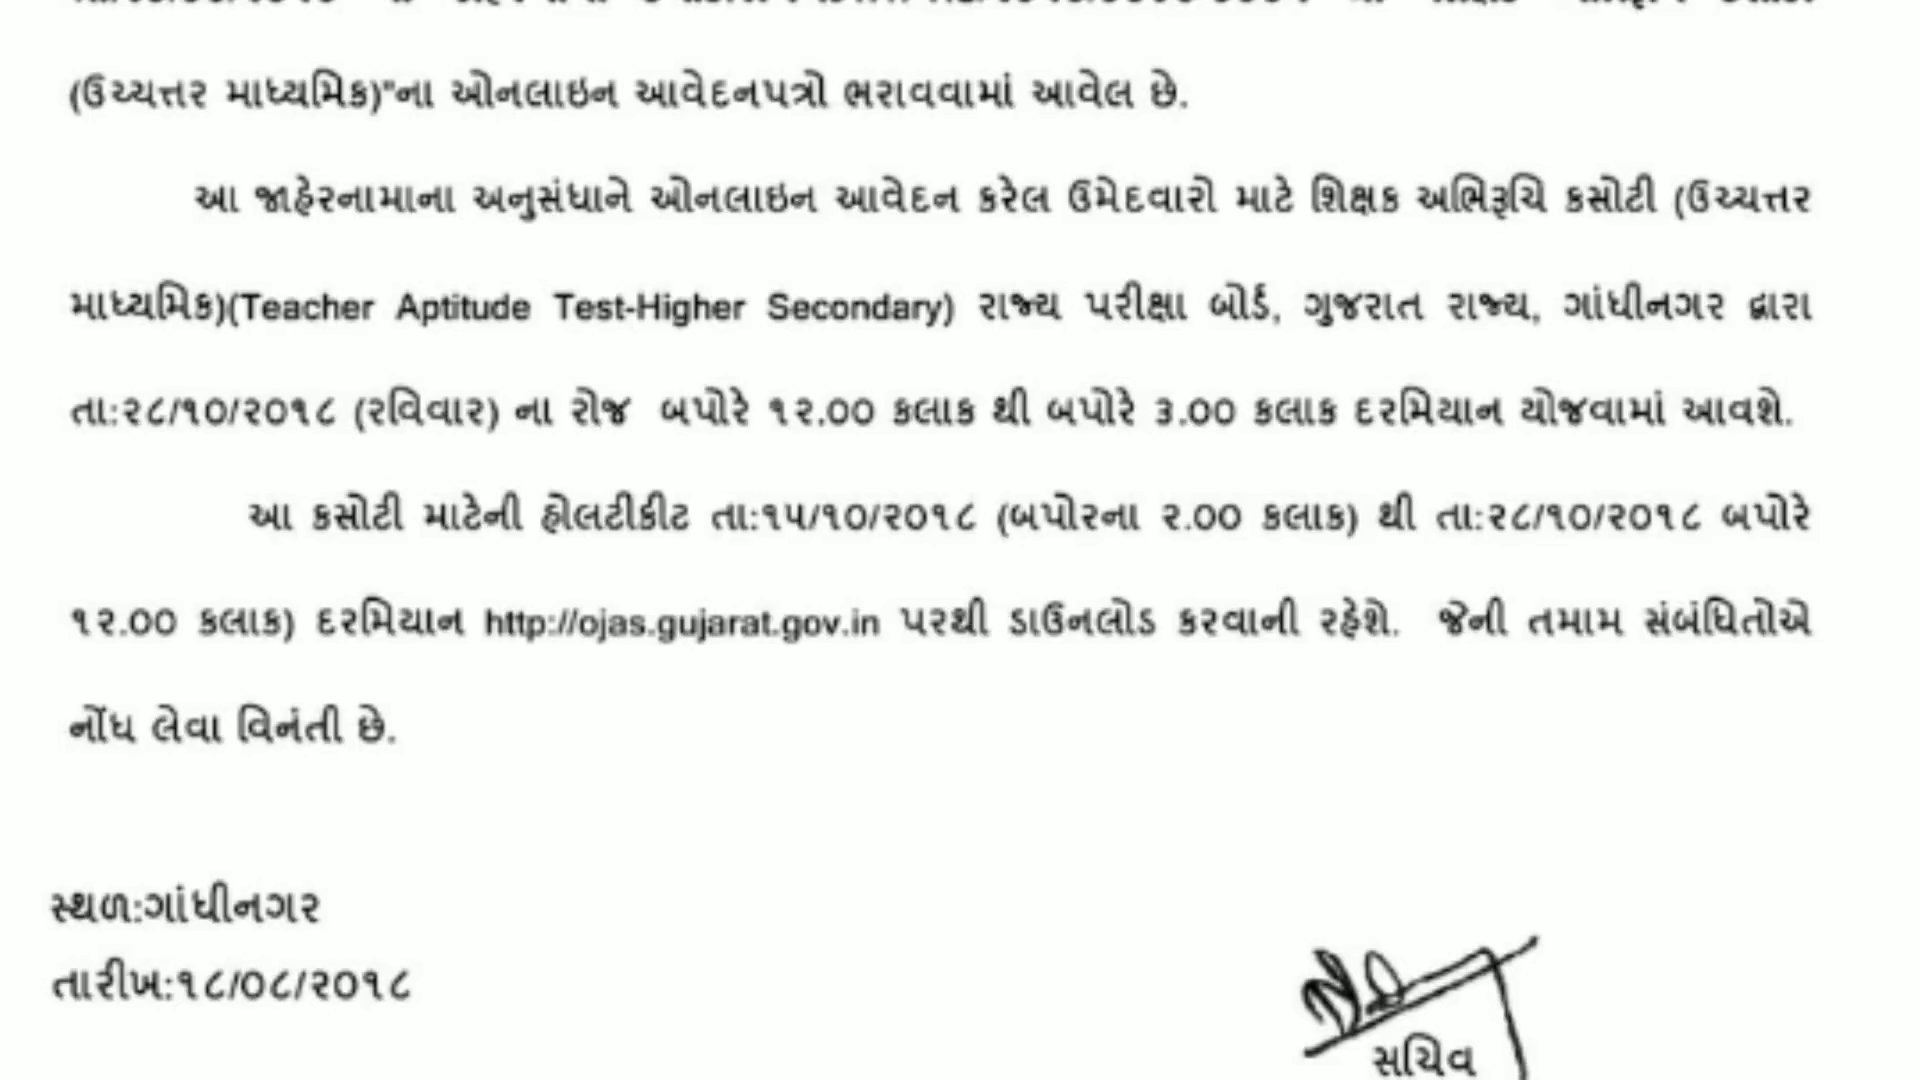 (ઉચ્ચત્તર માધ્યમિક)"ના ઓનલાઇન આવેદનપત્રો ભરાવવામાં આવેલ છે.
આ જાહેરનામાના અનુસંધાને ઓનલાઇન આવેદન કરેલ ઉમેદવારો માટે શિક્ષક અભિરૂચિ કસોટી (ઉચ્ચત્તર
માધ્યમિક)(Teacher Aptitude Test-Higher Secondary) રાજ્ય પરીક્ષા બોર્ડ, ગુજરાત રાજ્ય, ગાંધીનગર દ્વારા
તા:૨૮/૧૦/૨૦૧૮ (રવિવાર) ના રોજ બપોરે ૧૨.૦૦ કલાક થી બપોરે ૩.૦૦ કલાક દરમિયાન યોજવામાં આવશે.
આ કસોટી માટેની હોલટીકીટ તા:૧૫/૧૦/૨૦૧૮ (બપોરના ૨.૦૦ કલાક) થી તા:૨૮/૧૦/૨૦૧૮ બપોરે
૧૨.૦૦ કલાક) દરમિયાન http://ojas.gujarat.gov.in પરથી ડાઉનલોડ કરવાની રહેશે. જેની તમામ સંબંધિતોએ
નોંધ લેવા વિનંતી છે.
સ્થળ:ગાંધીનગર
તારીખ:૧૮/૦૮/૨૦૧૮
સચિવ